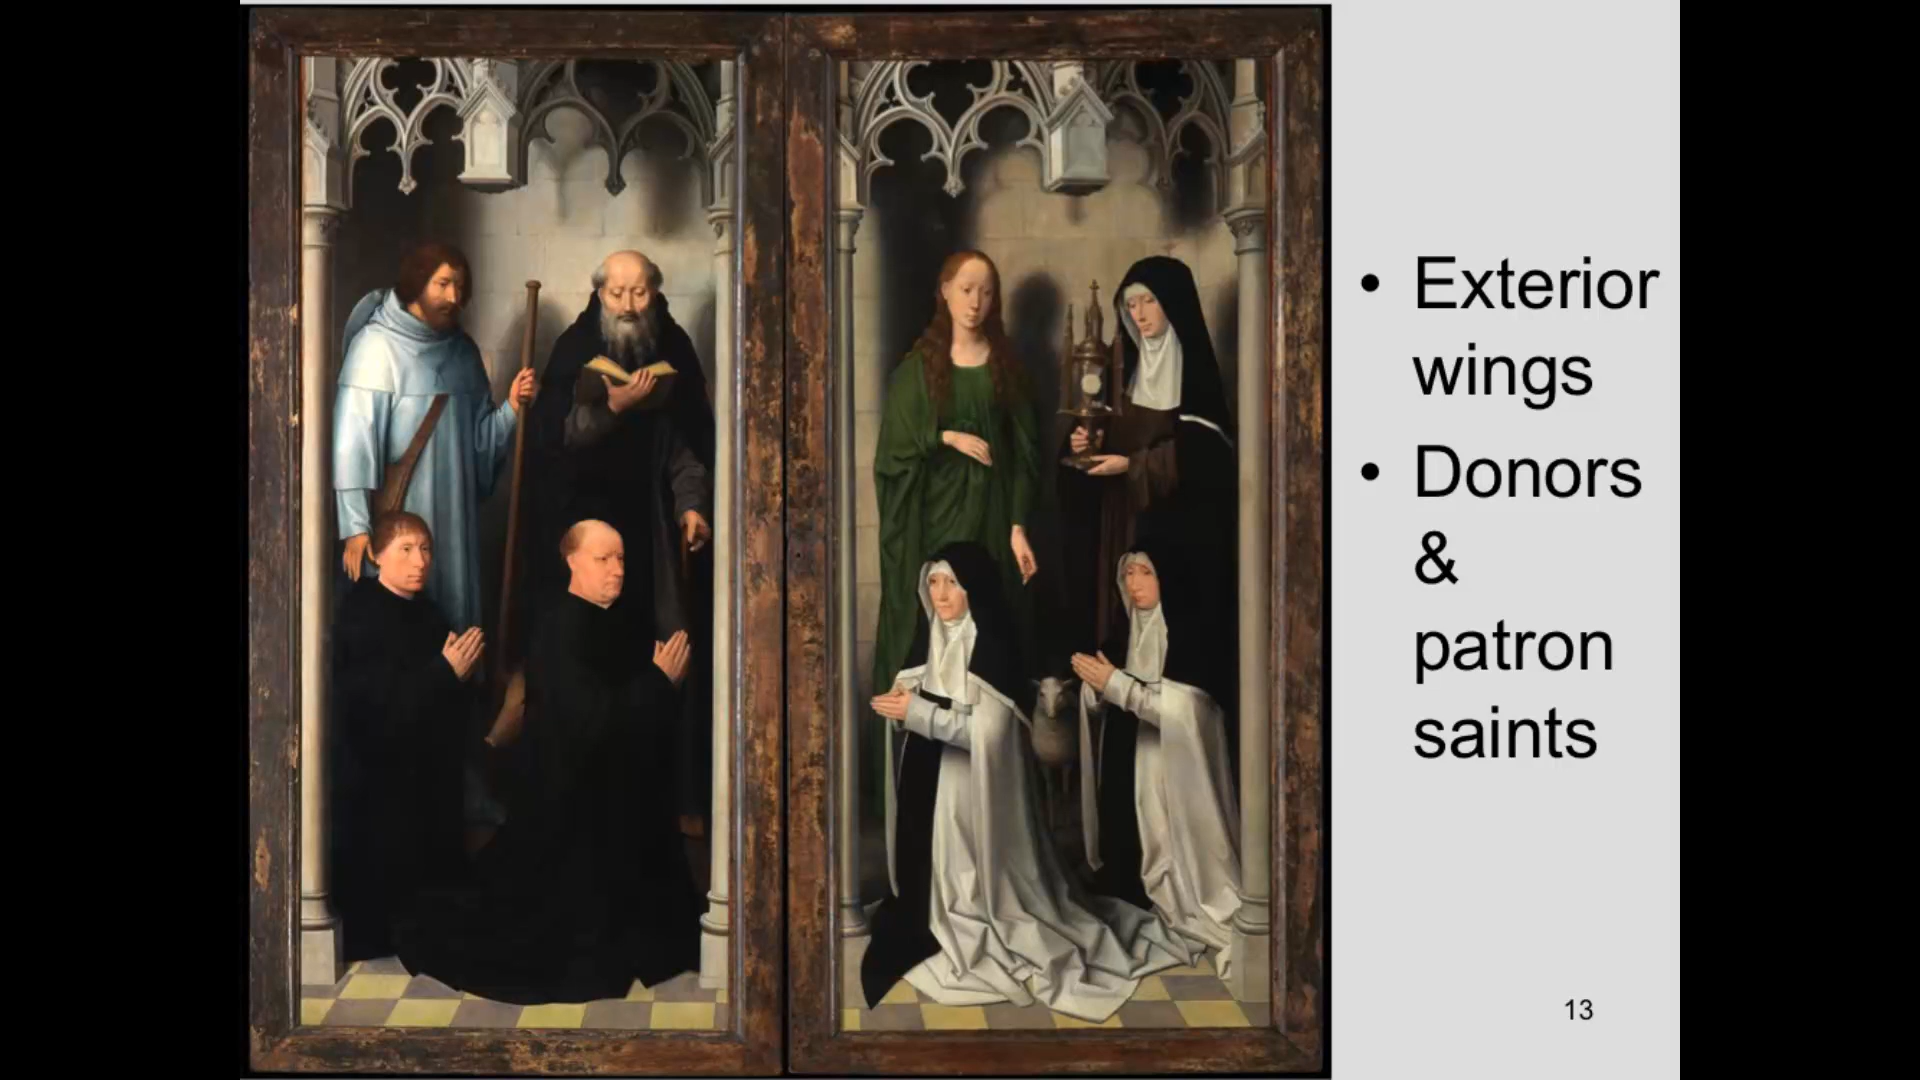 • Exterior
wings
• Donors
&
patron
saints
13